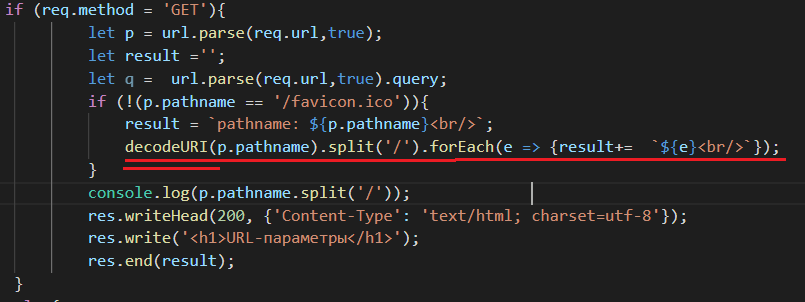 if (req.method = 'GET'){
let p = url.parse(req.url,true);
let result ='';
let q =  url.parse(req.url,true).query;
if (!(p.pathname == '/favicon.ico')){
result = `pathname: ${p.pathname}<br/>`;
decodeURI(p.pathname).split('/').forEach(e => {result+=  `${e}<br/>`});
}
console.log(p.pathname.split('/'));
res.writeHead(200, {'Content-Type': 'text/html; charset=utf-8'});
res.write('<h1>URL-параметры</h1>');
res.end(result);
}